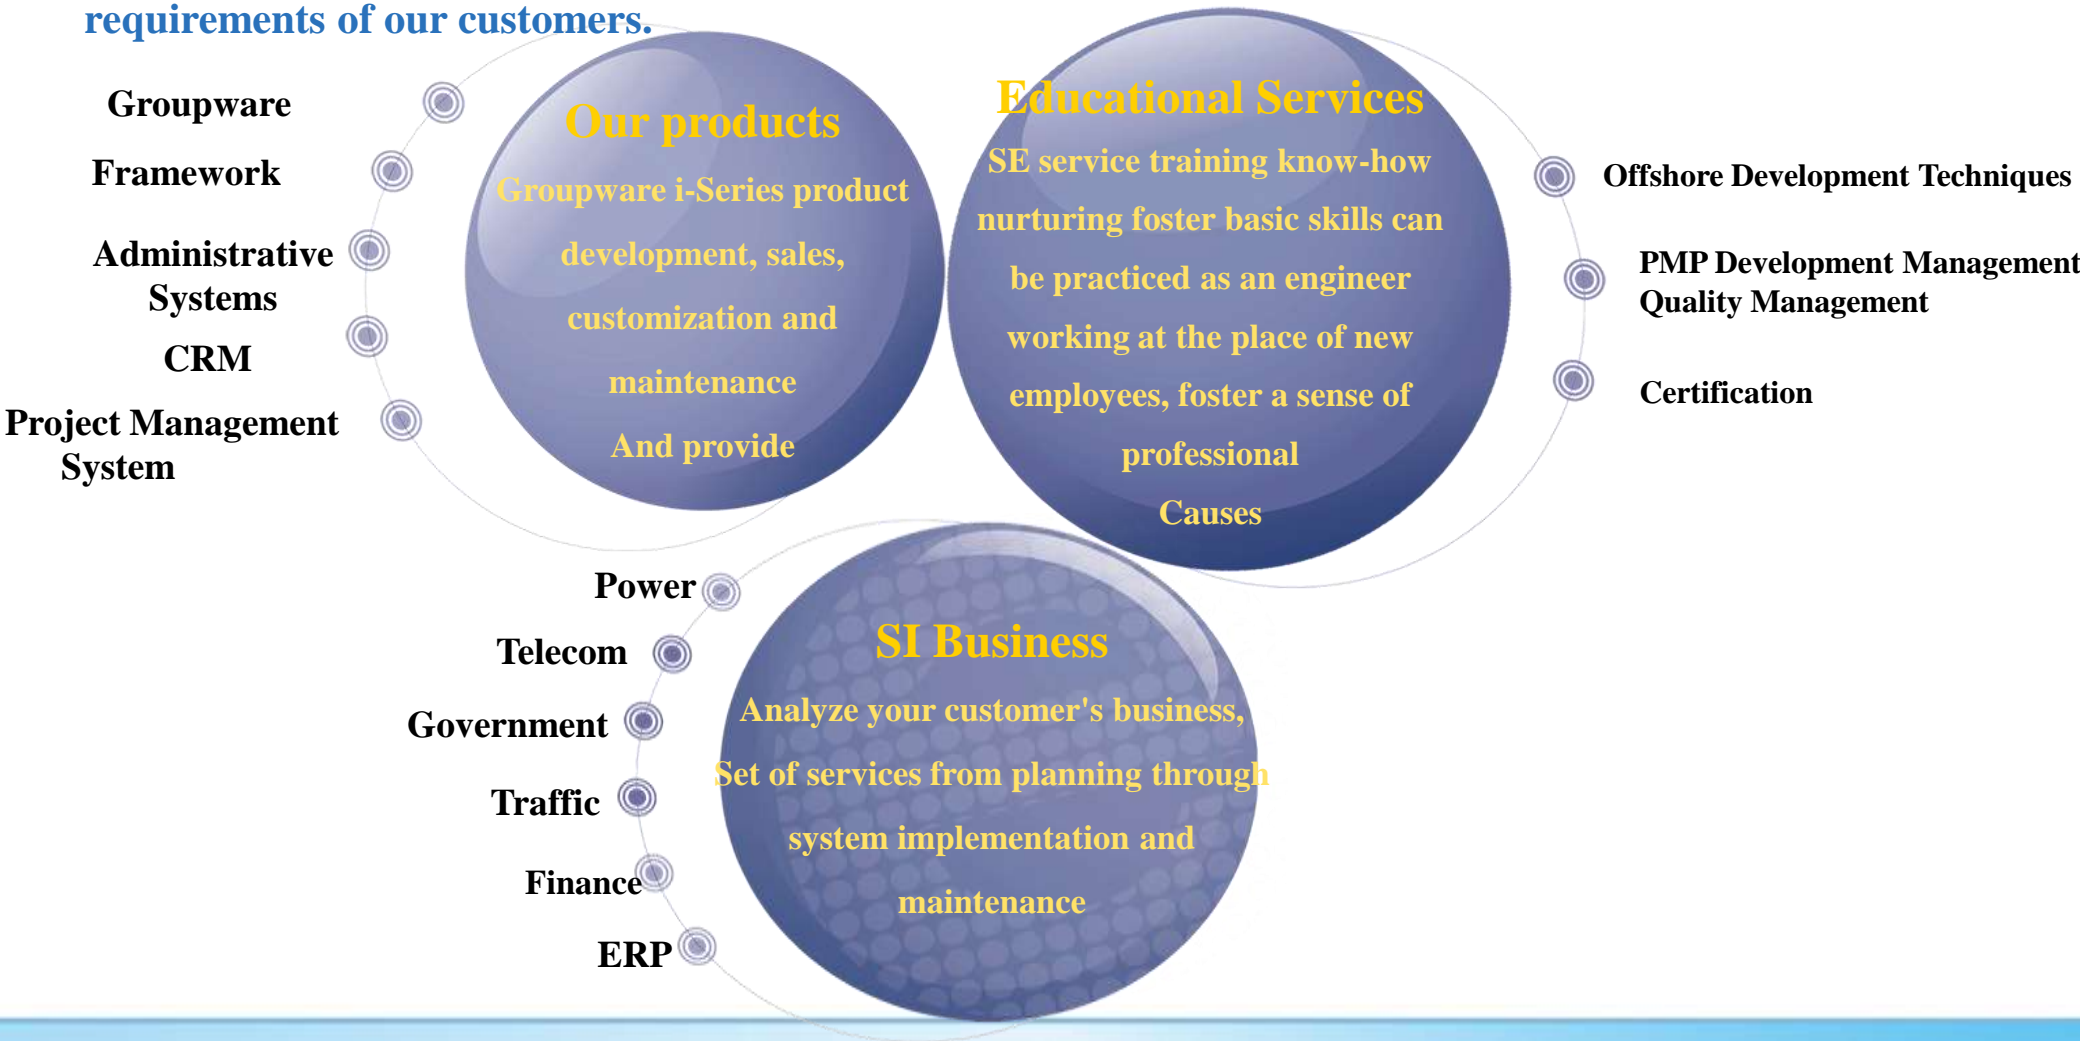 requirements of our customers.
Groupware
Framework
Administrative
Systems
CRM
Project Management
System
Our products
Groupware i-Series product
development, sales,
customization and
maintenance
And provide
Educational Services
SE service training know-how
nurturing foster basic skills can
be practiced as an engineer
working at the place of new
employees, foster a sense of
professional
Causes
Offshore Development Techniques
PMP Development Management
Quality Management
Certification
Power
Telecom
Government
Traffic
Finance
ERP
SI Business
Analyze your customer's business,
Set of services from planning through
system implementation and
maintenance